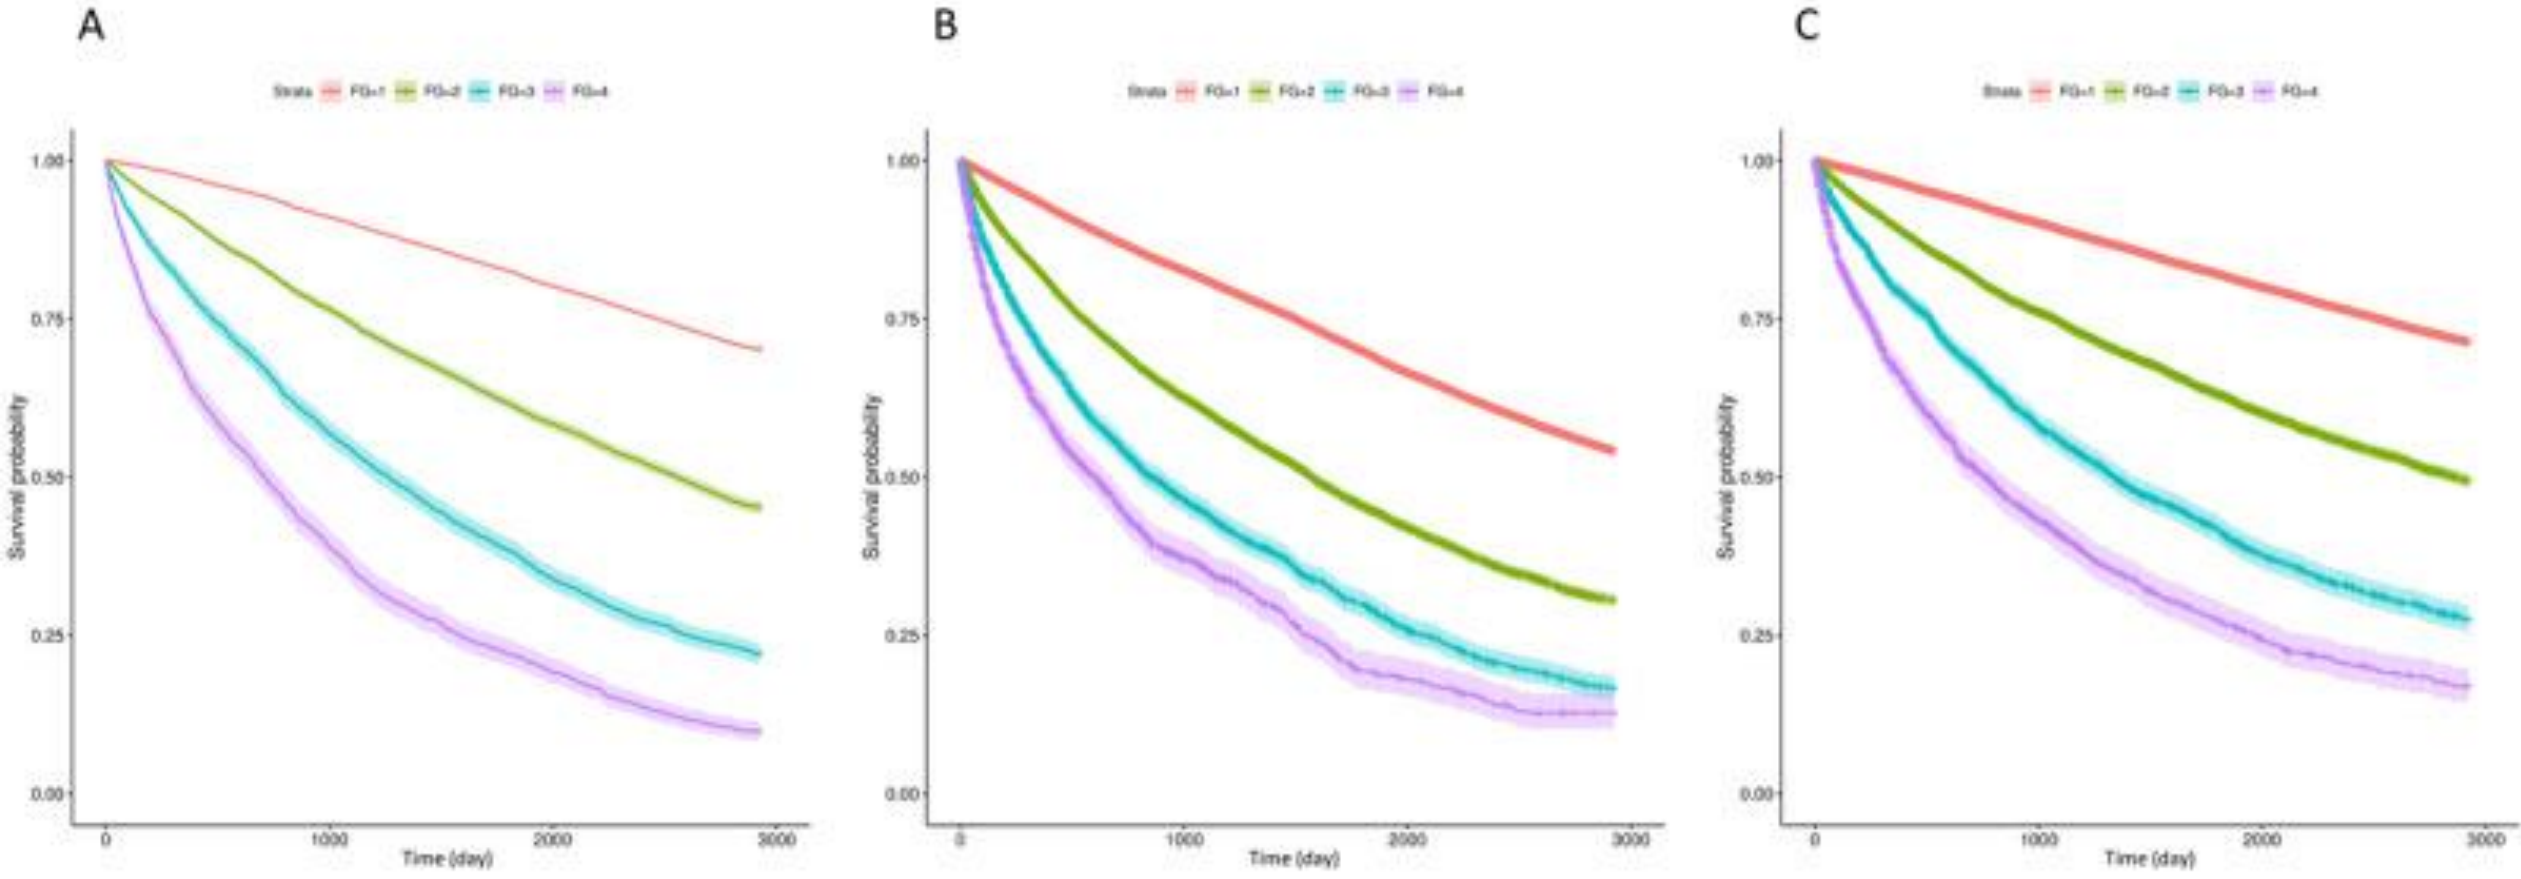 A
Strata FG=1 FG=2 FG=3 FG=4
1.00
0.75
0.50
0.25
0.00
Survival probability
0 1000 2000 3000
Time (day)
B
Strata FG=1 FG=2 FG=3 FG=4
1.00
0.75
0.50
0.25
0.00
Survival probability
0 1000 2000 3000
Time (day)
C
Strata FG=1 FG=2 FG=3 FG=4
1.00
0.75
0.50
0.25
0.00
Survival probability
0 1000 2000 3000
Time (day)